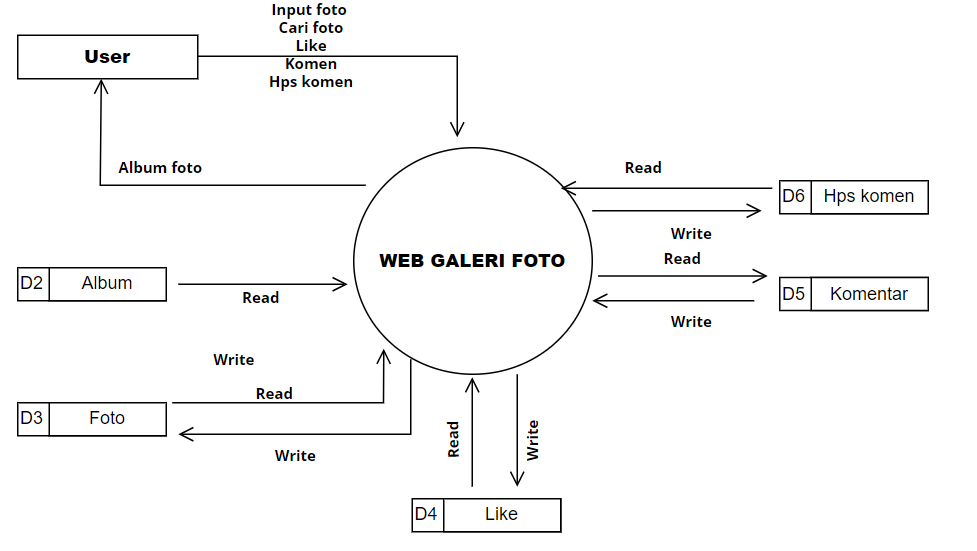 Input foto
Cari foto
Like
Komen
Hps komen
User
Album foto
Read
D6 Hps komen
Write
WEB GALERI FOTO
Read
D5 Komentar
Write
D2 Album
Read
Write
Read
D3 Foto
Write
Read
Write
D4 Like